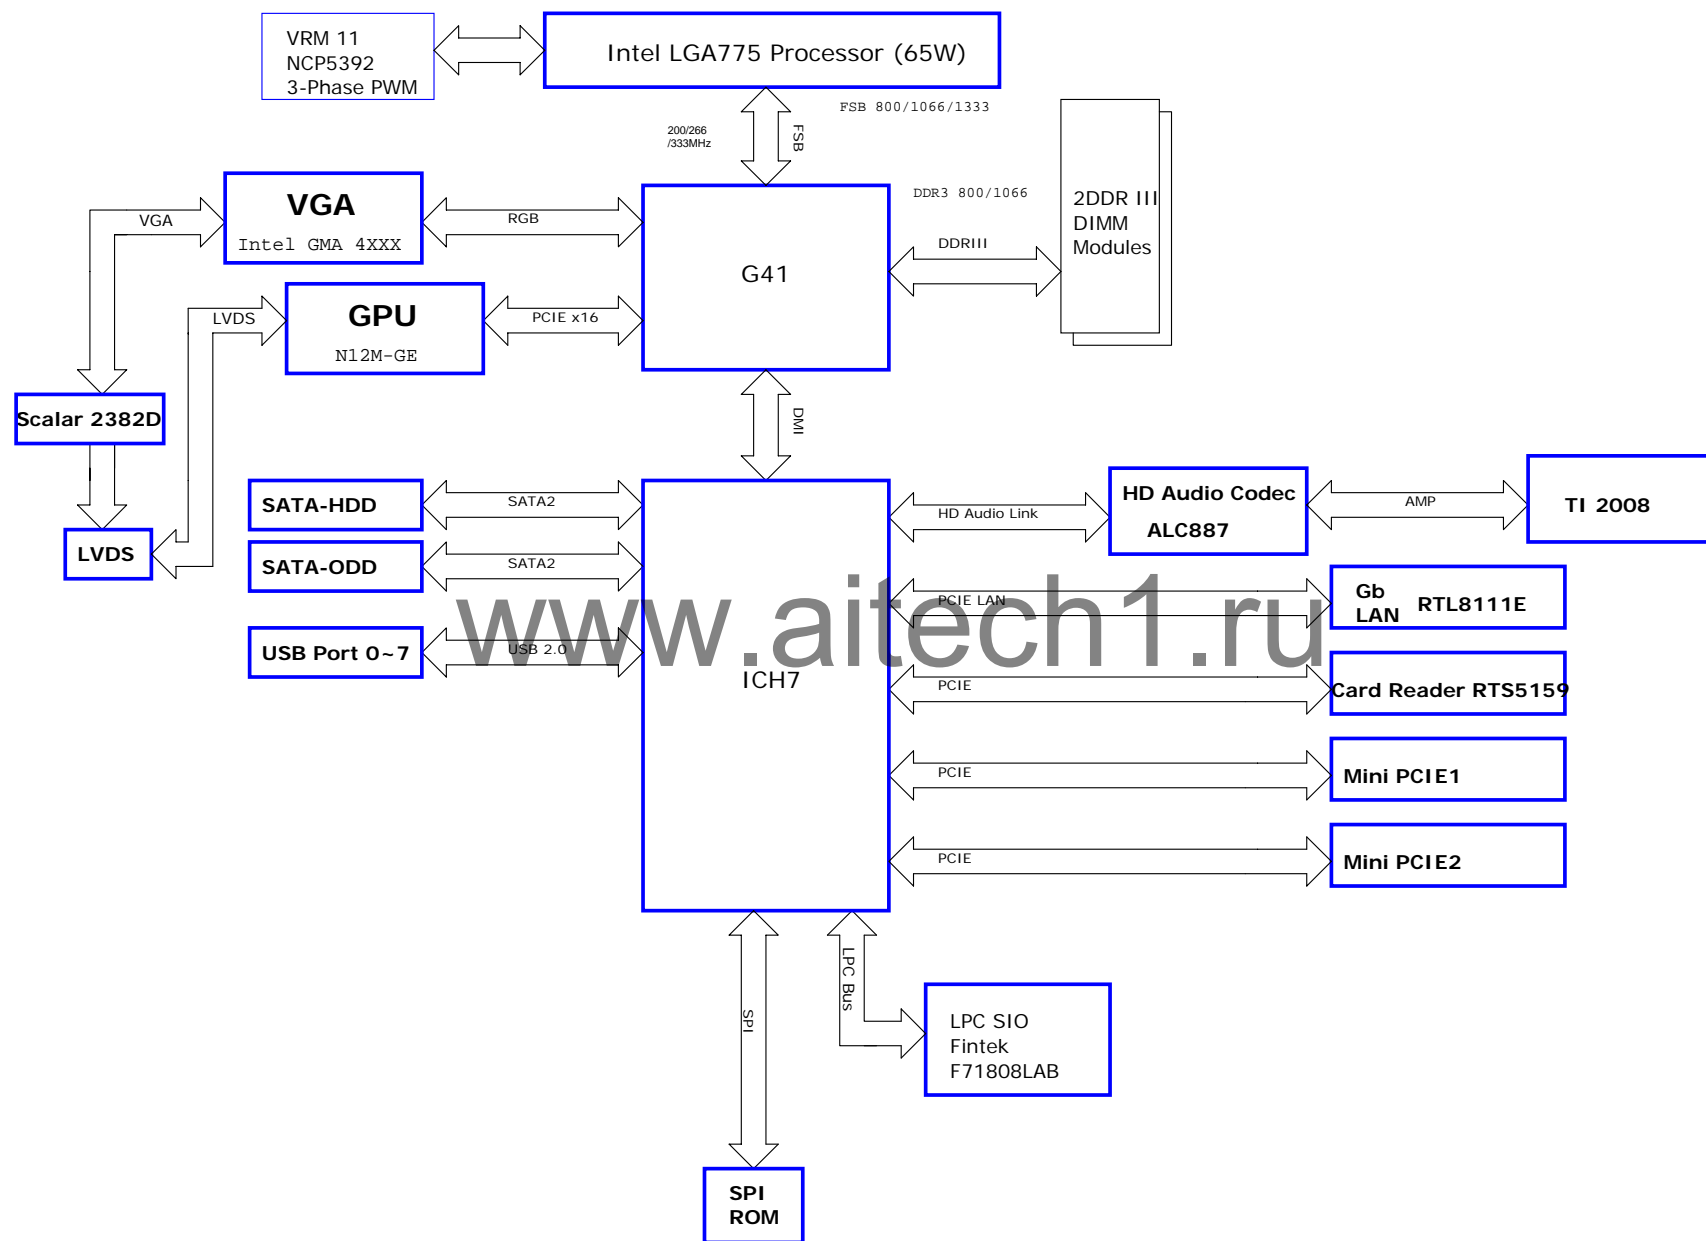 VRM 11
NCP5392
3-Phase PWM
Intel LGA775 Processor (65W)
FSB 800/1066/1333
200/266
/333MHz
FSB
VGA
Intel GMA 4XXX
VGA
RGB
DDR3 800/1066
2DDR III
DIMM
Modules
DDRIII
G41
GPU
N12M-GE
LVDS
PCIE x16
Scalar 2382D
DMI
LVDS
SATA-HDD
SATA2
SATA-ODD
SATA2
USB Port 0~7
USB 2.0
ICH7
HD Audio Link
HD Audio Codec
ALC887
AMP
TI 2008
PCIE LAN
Gb
LAN
RTL8111E
www.aitech1.ru
PCIE
Card Reader RTS5159
PCIE
Mini PCIE1
PCIE
Mini PCIE2
LPC Bus
SPI
LPC SIO
Fintek
F71808LAB
SPI
ROM